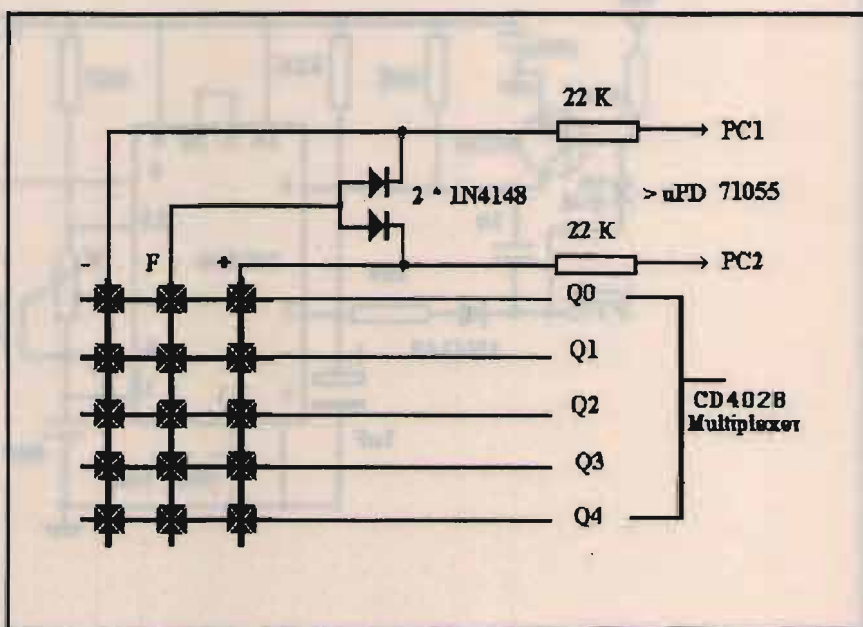 22 K
PC1
2 * 1N4148
> uPD 71055
22 K
PC2
- F +
Q0
Q1
Q2
Q3
Q4
CD4028
Multiplexer